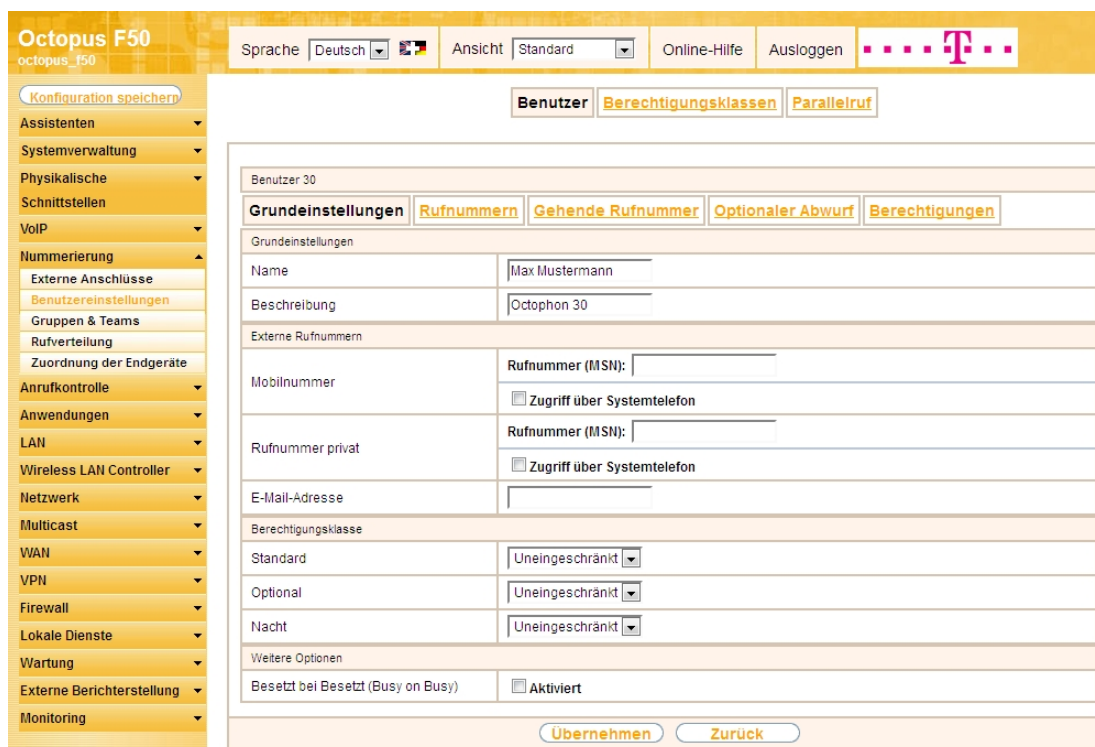 Octopus F50
octopus_f50
Sprache Deutsch
Ansicht Standard
Online-Hilfe
Ausloggen
T
Konfiguration speichern
Assistenten
Systemverwaltung
Physikalische
Schnittstellen
VoIP
Nummerierung
Externe Anschlüsse
Benutzereinstellungen
Gruppen & Teams
Rufverteilung
Zuordnung der Endgeräte
Anrufkontrolle
Anwendungen
LAN
Wireless LAN Controller
Netzwerk
Multicast
WAN
VPN
Firewall
Lokale Dienste
Wartung
Externe Berichterstellung
Monitoring
Benutzer Berechtigungsklassen Parallelruf
Benutzer 30
Grundeinstellungen Rufnummern Gehende Rufnummer Optionaler Abwurf Berechtigungen
Grundeinstellungen
Name Max Mustermann
Beschreibung Octophon 30
Externe Rufnummern
Mobilnummer
Rufnummer (MSN):
Zugriff über Systemtelefon
Rufnummer privat
Rufnummer (MSN):
Zugriff über Systemtelefon
E-Mail-Adresse
Berechtigungsklasse
Standard Uneingeschränkt
Optional Uneingeschränkt
Nacht Uneingeschränkt
Weitere Optionen
Besetzt bei Besetzt (Busy on Busy) Aktiviert
Übernehmen Zurück